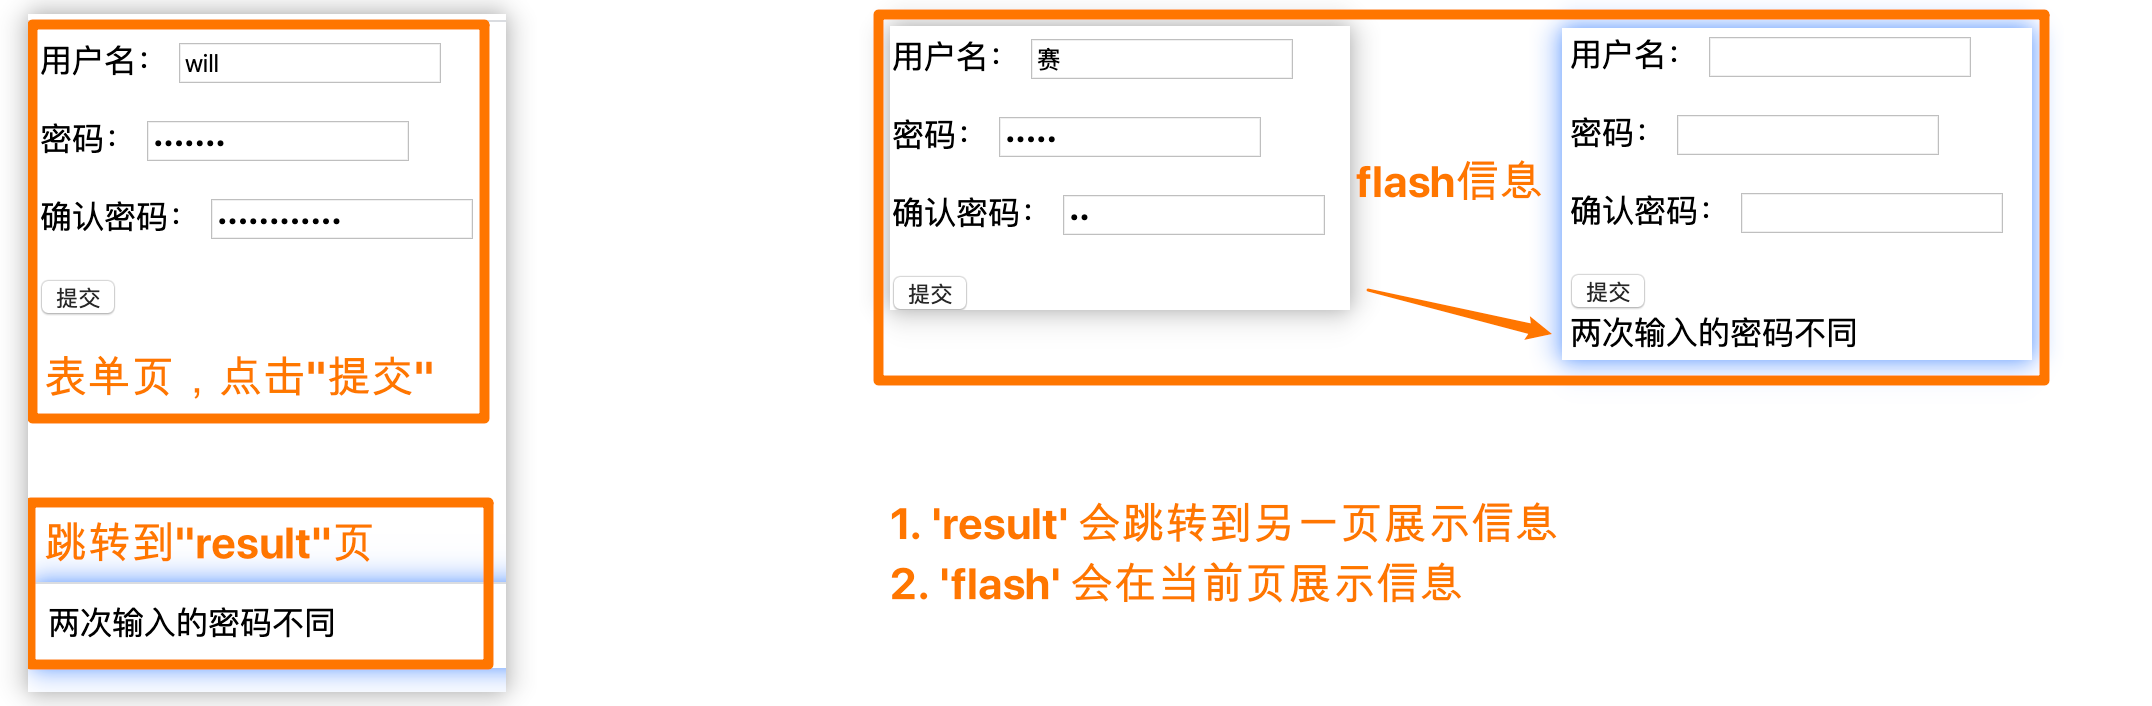 用户名： will
密码： •••••••
确认密码： ••••••••••••
提交
表单页，点击"提交"
跳转到"result"页
两次输入的密码不同
用户名： 赛
密码： •••••
确认密码： ••
提交
flash信息
用户名：
密码：
确认密码：
提交
两次输入的密码不同
1. 'result' 会跳转到另一页展示信息
2. 'flash' 会在当前页展示信息